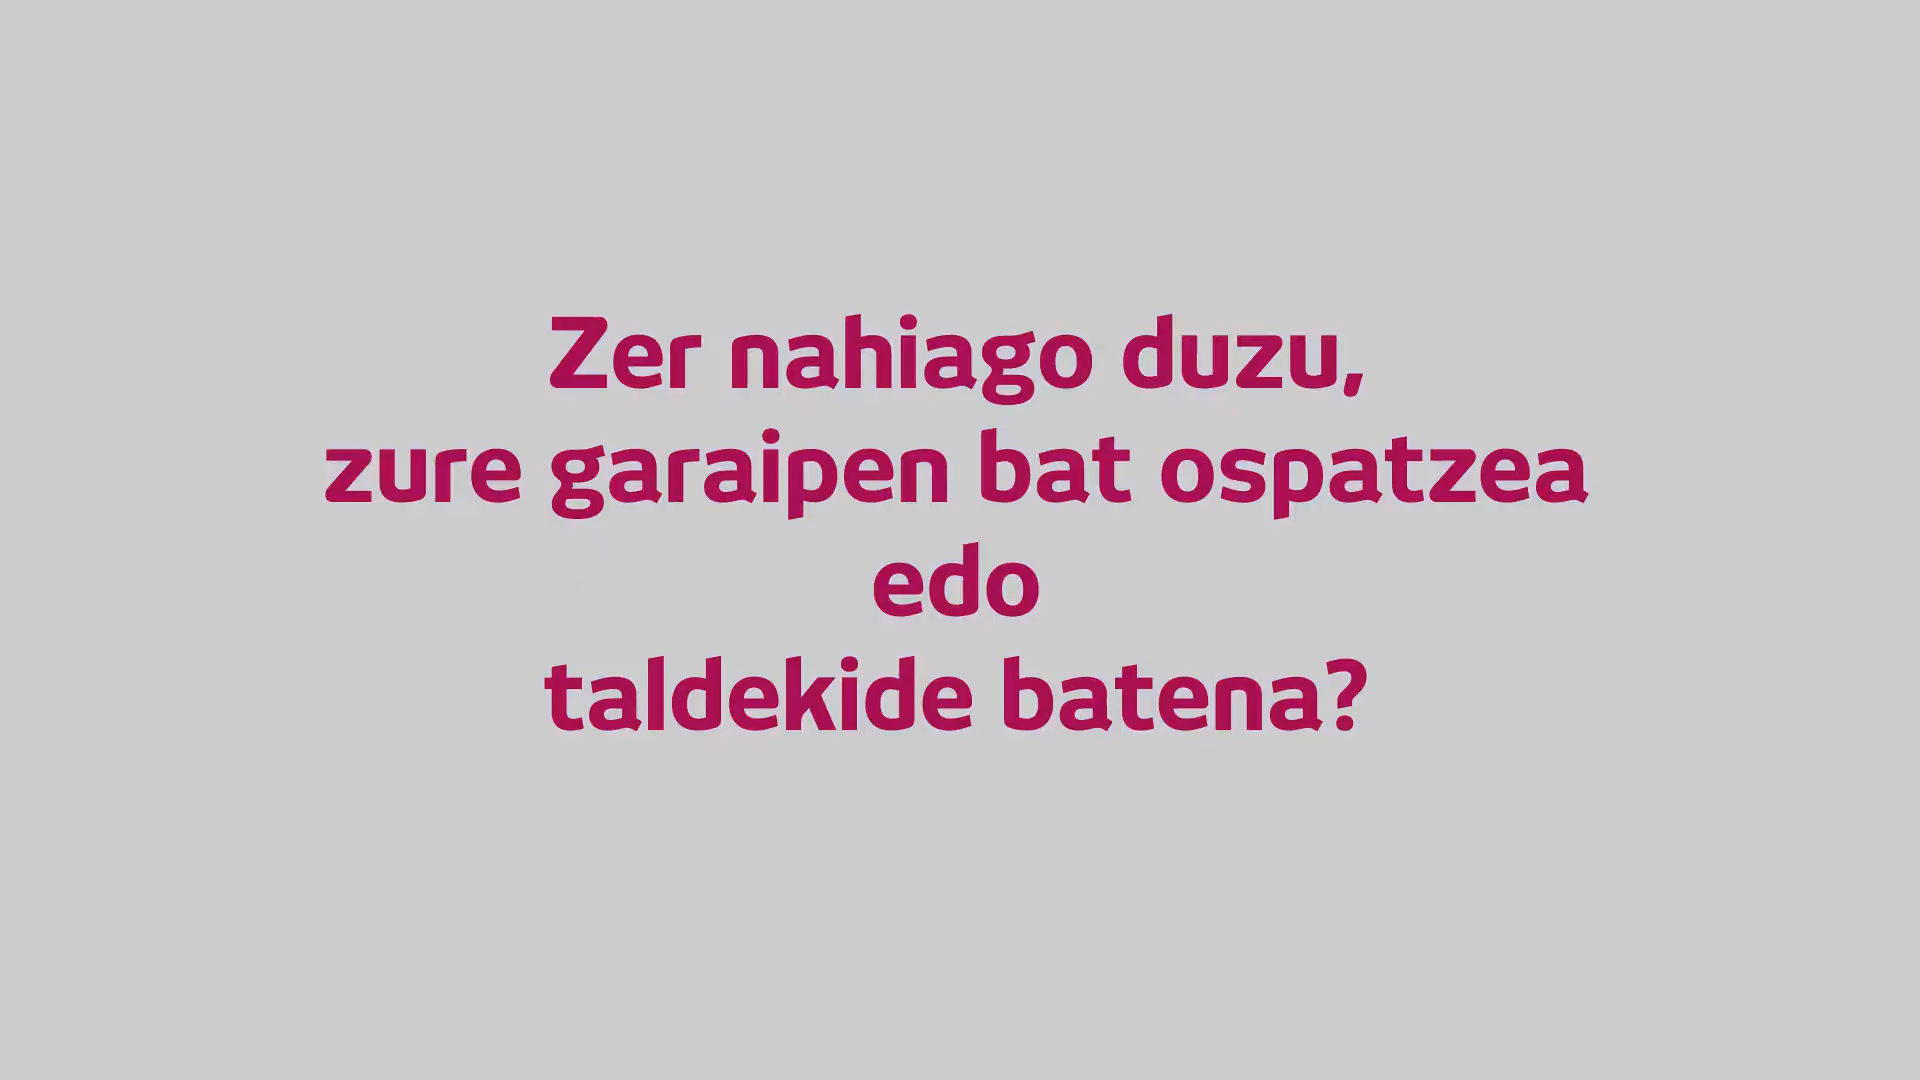 Zer nahiago duzu,
zure garaipen bat ospatzea
edo
taldekide batena?